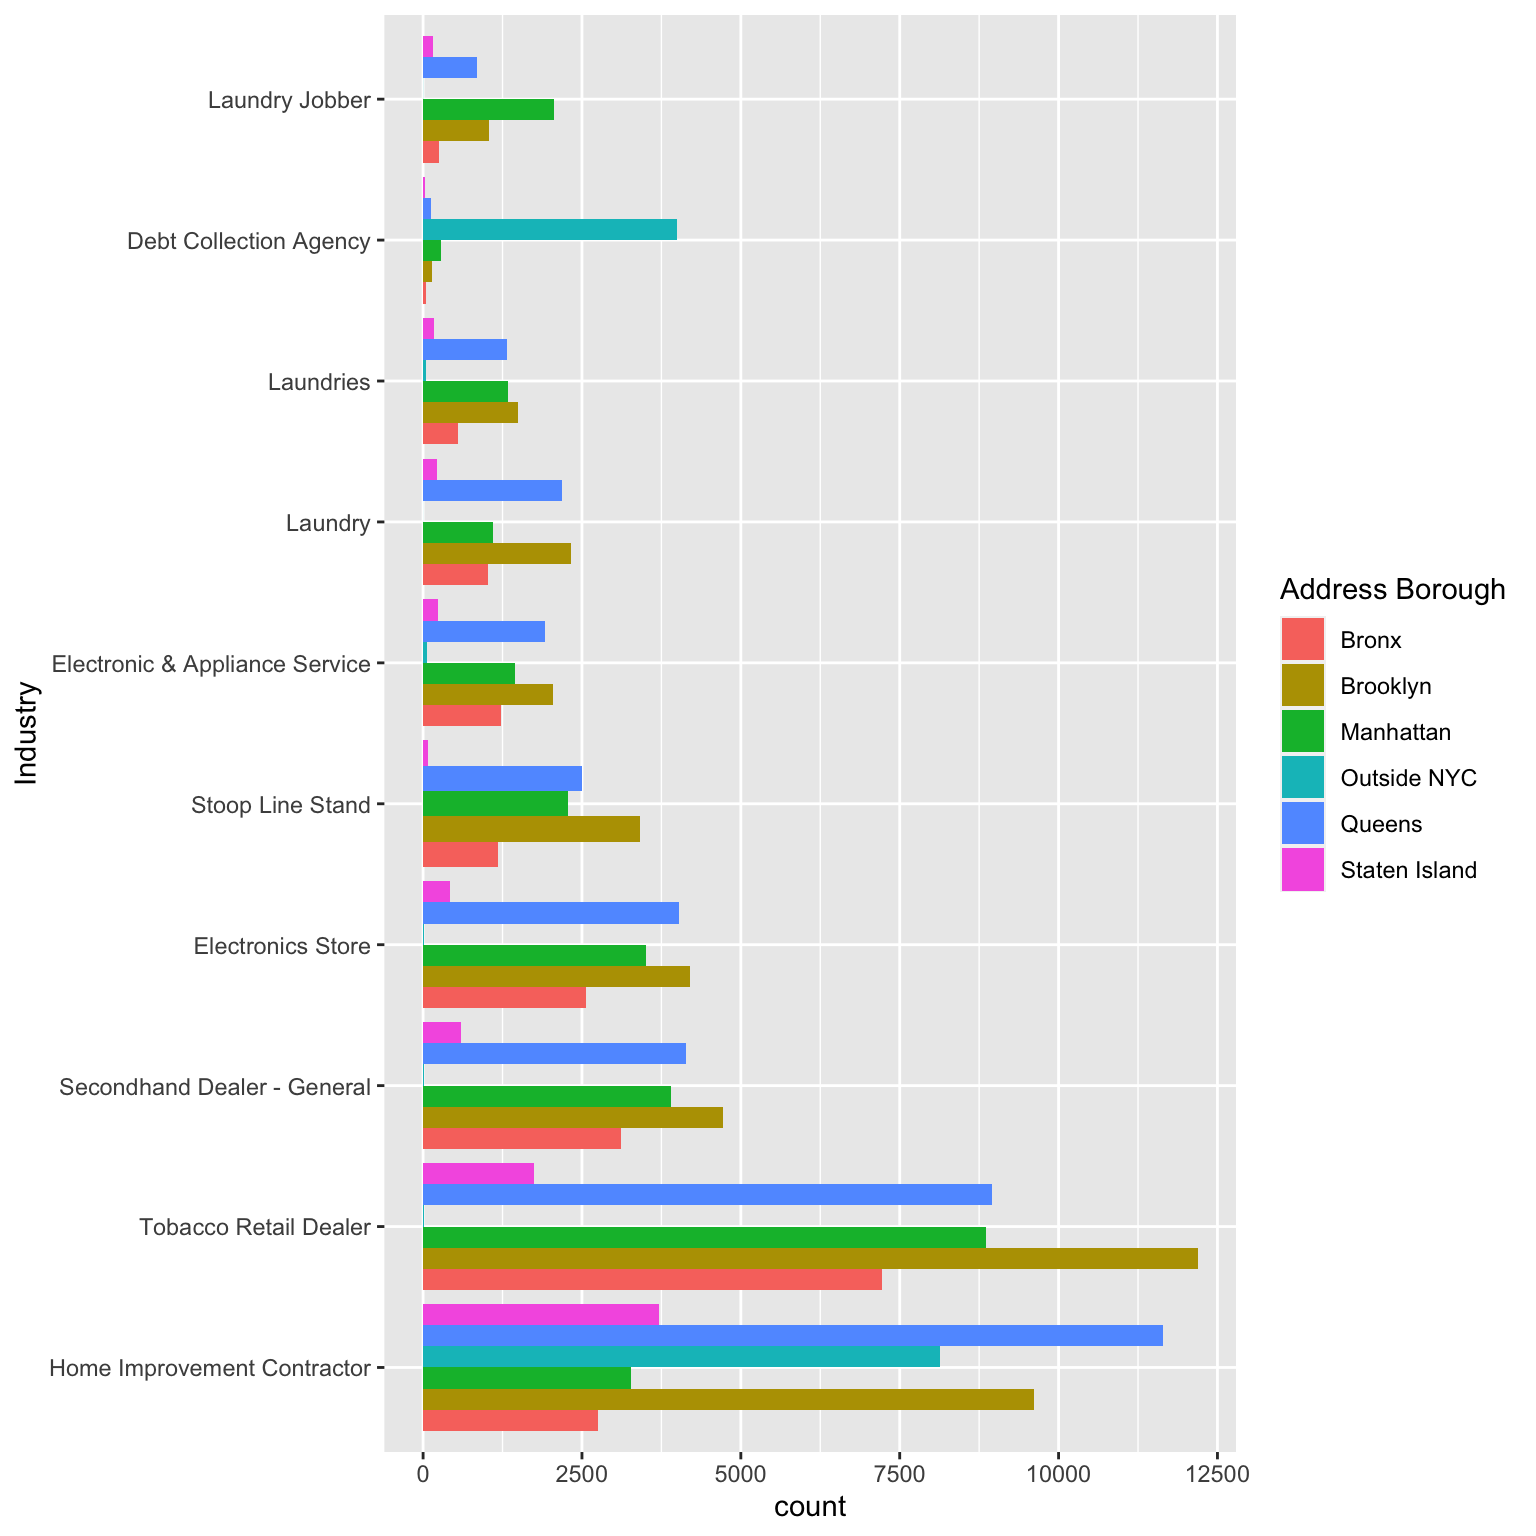 Laundry Jobber
Debt Collection Agency
Laundries
Laundry
Electronic & Appliance Service
Stoop Line Stand
Electronics Store
Secondhand Dealer - General
Tobacco Retail Dealer
Home Improvement Contractor
Industry
0 2500 5000 7500 10000 12500
count
Address Borough
Bronx
Brooklyn
Manhattan
Outside NYC
Queens
Staten Island